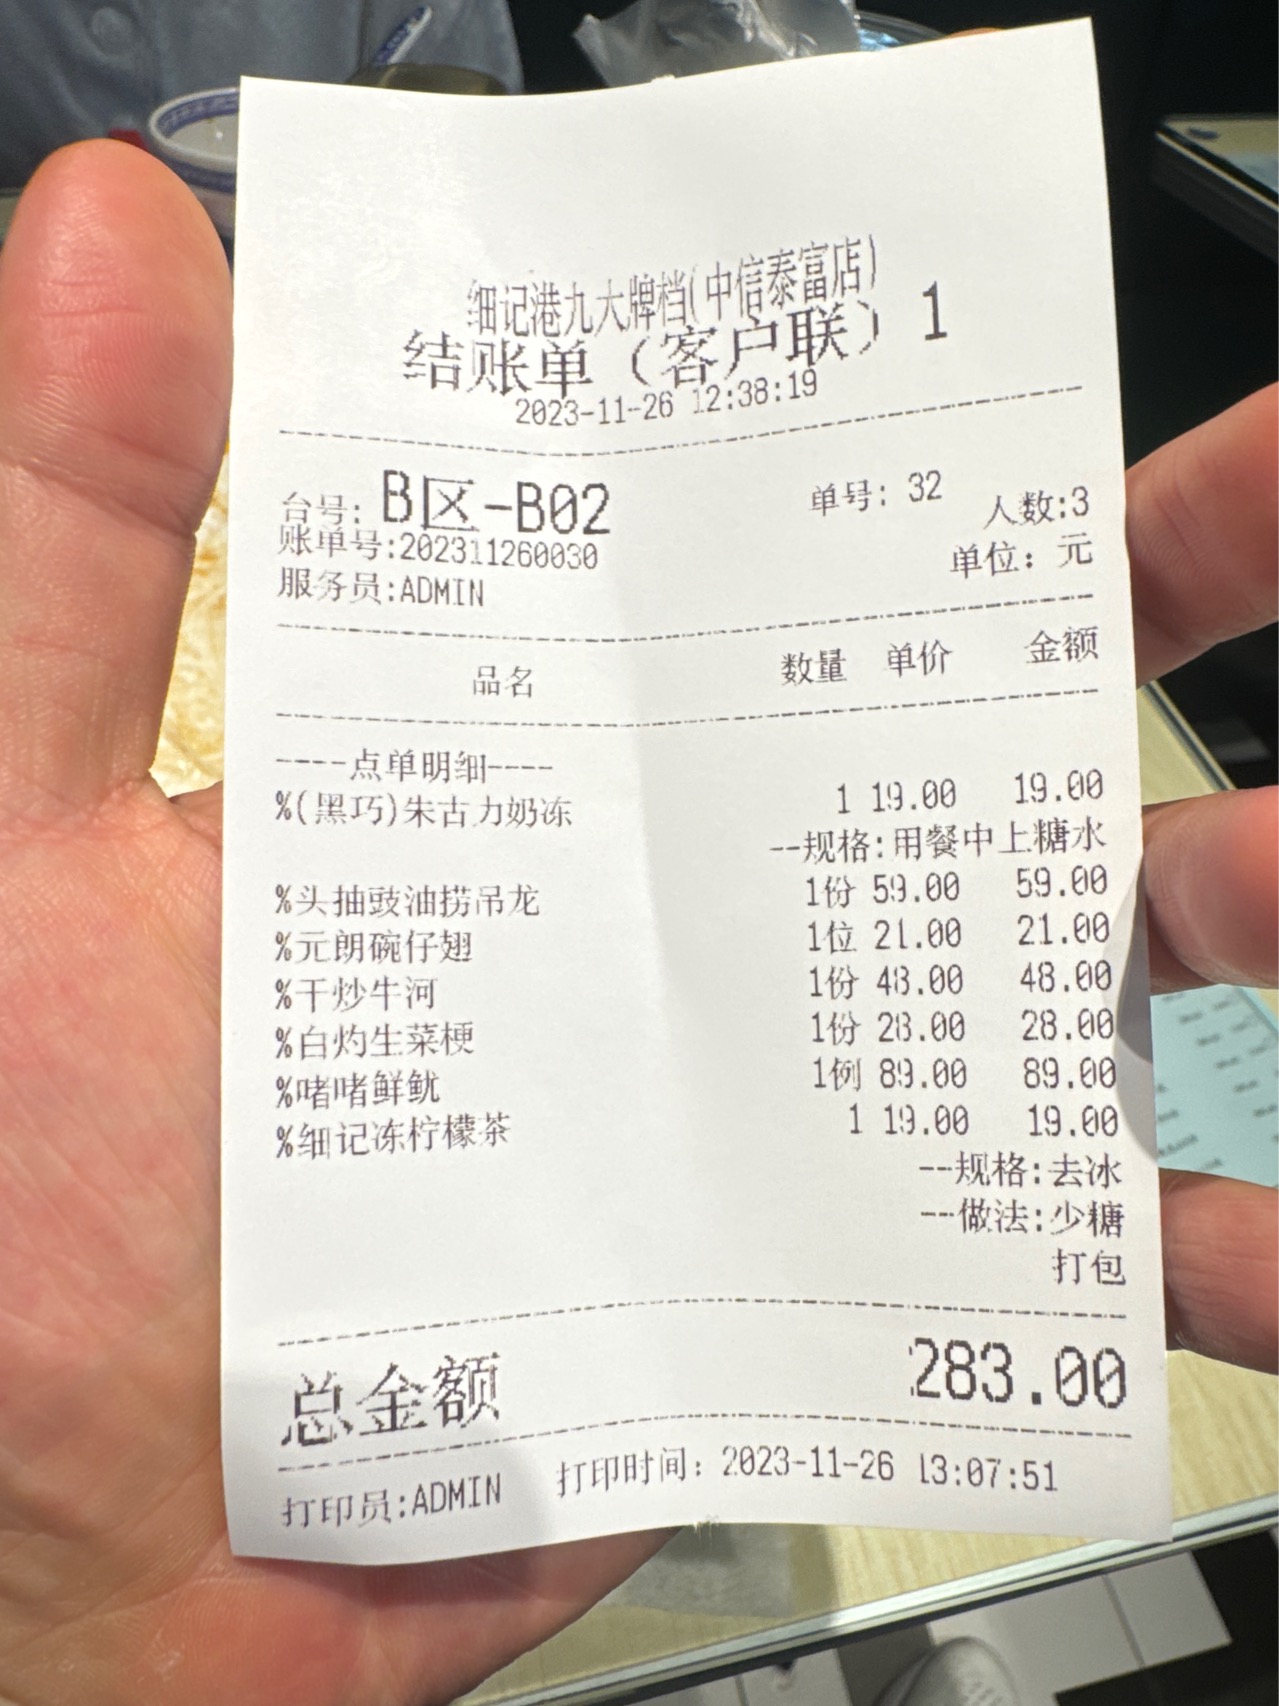 细记港九大牌档(中信泰富店)
结账单（客户联）1
2023-11-26 12:38:19
台号: B区-B02 单号: 32
账单号:202311260030 人数:3
服务员:ADMIN 单位: 元
品名 数量 单价 金额
----点单明细----
%(黑巧)朱古力奶冻 1 19.00 19.00
--规格:用餐中上糖水
%头抽豉油捞吊龙 1份 59.00 59.00
%元朗碗仔翅 1位 21.00 21.00
%干炒牛河 1份 48.00 48.00
%白灼生菜梗 1份 28.00 28.00
%啫啫鲜鱿 1例 89.00 89.00
%细记冻柠檬茶 1 19.00 19.00
--规格:去冰
--做法:少糖
打包
总金额 283.00
打印员:ADMIN 打印时间: 2023-11-26 13:07:51